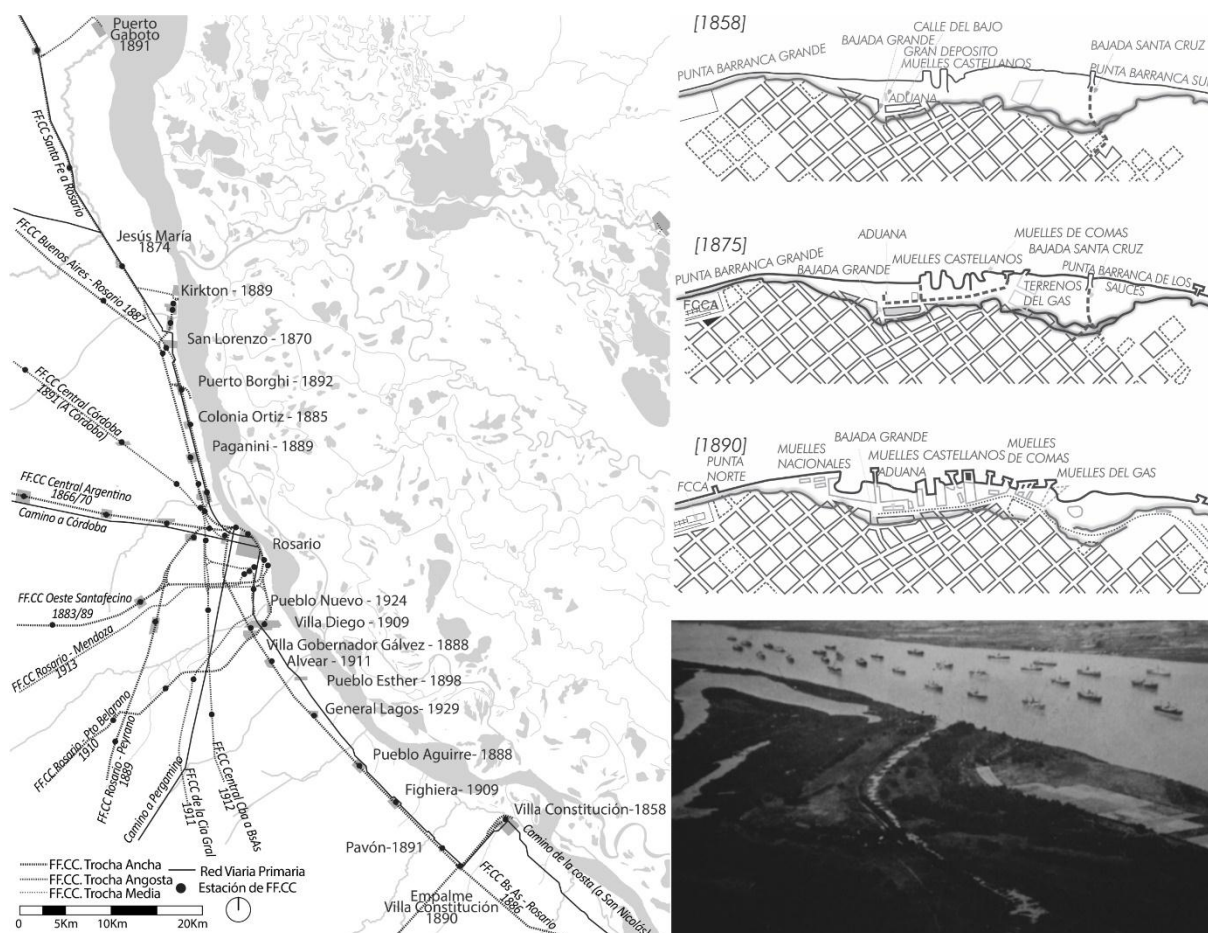 Puerto
Gaboto
1891
FF.CC Santa Fe a Rosario
Jesús María
1874
FF.CC Buenos Aires - Rosario 1887
Kirkton - 1889
San Lorenzo - 1870
Puerto Borghi - 1892
FF.CC Central Córdoba
1891 (A Córdoba)
Colonia Ortiz - 1885
Paganini - 1889
FF.CC Central Argentino
1866/70
Camino a Córdoba
Rosario
FF.CC Oeste Santafecino
1883/89
Pueblo Nuevo - 1924
Villa Diego - 1909
FF.CC Rosario - Mendoza
1913
Villa Gobernador Gálvez - 1888
Alvear - 1911
Pueblo Esther - 1898
General Lagos - 1929
FF.CC Rosario - Pto Belgrano
1910
FF.CC Rosario - Peyrano
1889
Camino a Pergamino
FF.CC de la Cia Gral
1911
FF.CC Central Cba a BsAs
1912
Pueblo Aguirre - 1888
Fighiera - 1909
Villa Constitución-1858
Camino de la costa (a San Nicolás)
Pavón-1891
FF.CC Bs As - Rosario
1886
Empalme
Villa Constitución
1890
FF.CC. Trocha Ancha
FF.CC. Trocha Angosta
FF.CC. Trocha Media
Red Viaria Primaria
Estación de FF.CC
0 5Km 10Km 20Km
[1858]
CALLE DEL BAJO
BAJADA GRANDE
GRAN DEPOSITO
MUELLES CASTELLANOS
BAJADA SANTA CRUZ
PUNTA BARRANCA GRANDE
PUNTA BARRANCA SU
ADUANA
[1875]
ADUANA
MUELLES DE COMAS
MUELLES CASTELLANOS
BAJADA SANTA CRUZ
PUNTA BARRANCA GRANDE
BAJADA GRANDE
PUNTA BARRANCA DE LOS
SAUCES
TERRENOS
DEL GAS
FCCA
[1890]
BAJADA GRANDE
MUELLES
NACIONALES
MUELLES CASTELLANOS
MUELLES
DE COMAS
PUNTA
NORTE
ADUANA
MUELLES DEL GAS
FCCA